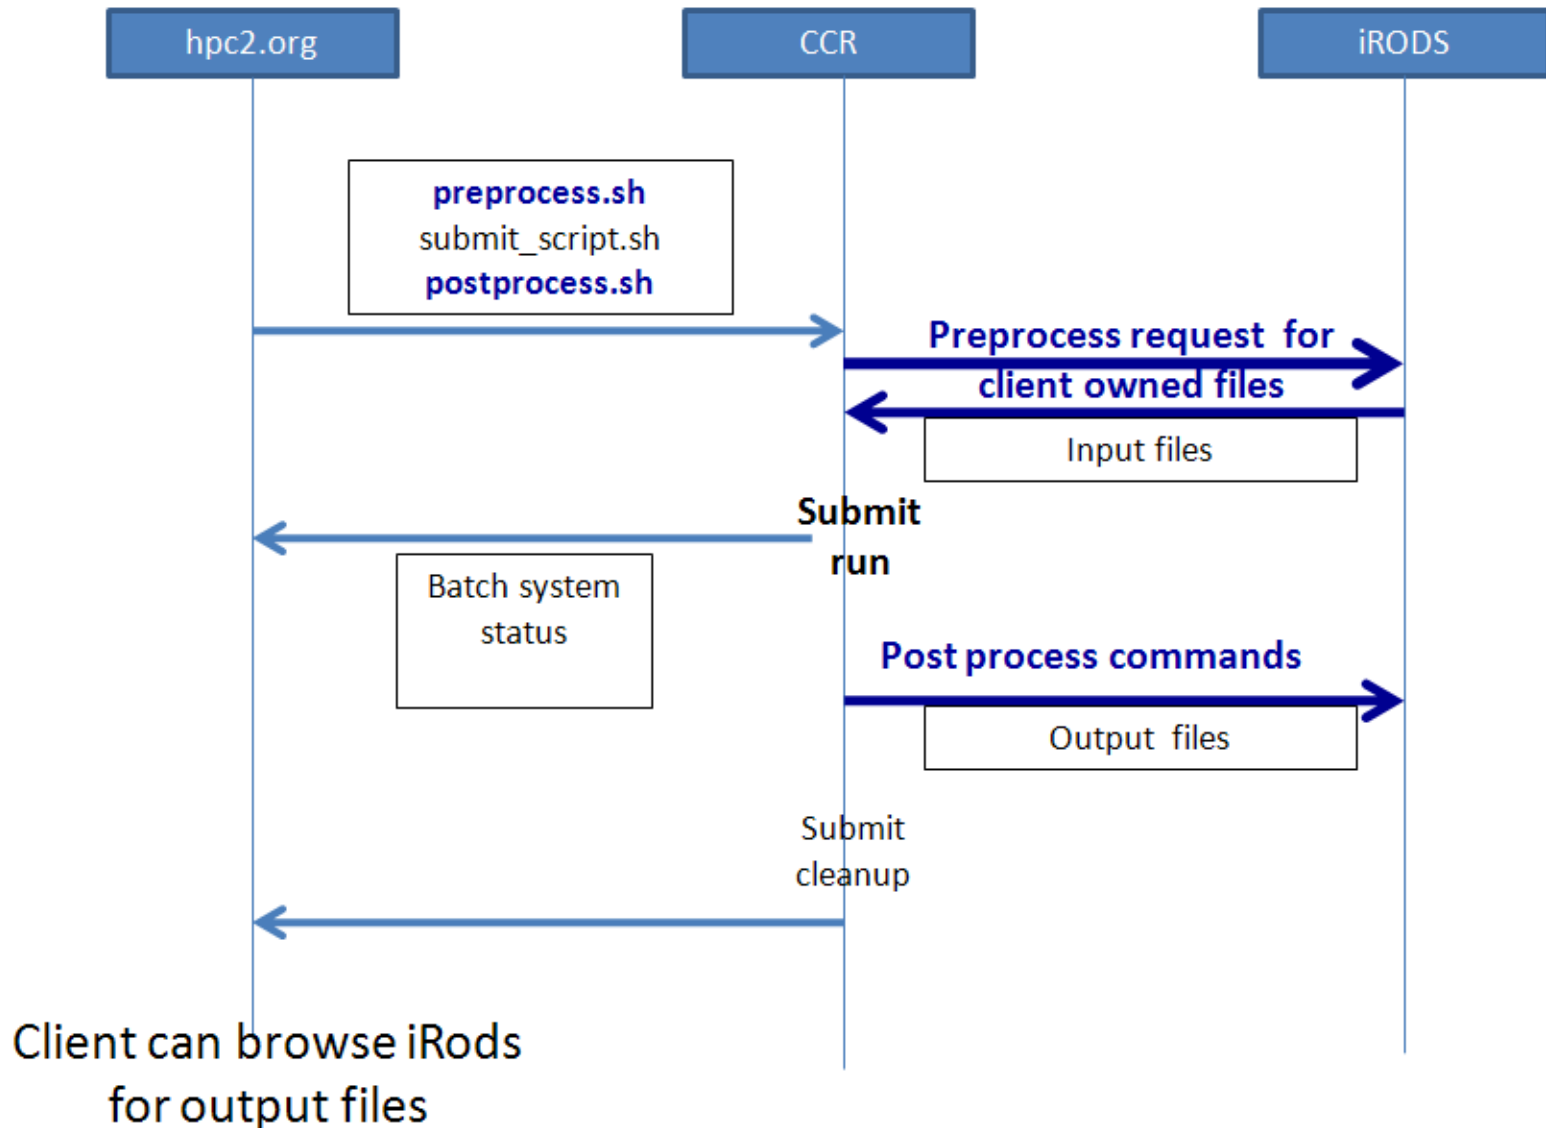 hpc2.org
CCR
iRODS
preprocess.sh
submit_script.sh
postprocess.sh
Preprocess request for
client owned files
Input files
Submit
run
Batch system
status
Post process commands
Output files
Submit
cleanup
Client can browse iRods
for output files